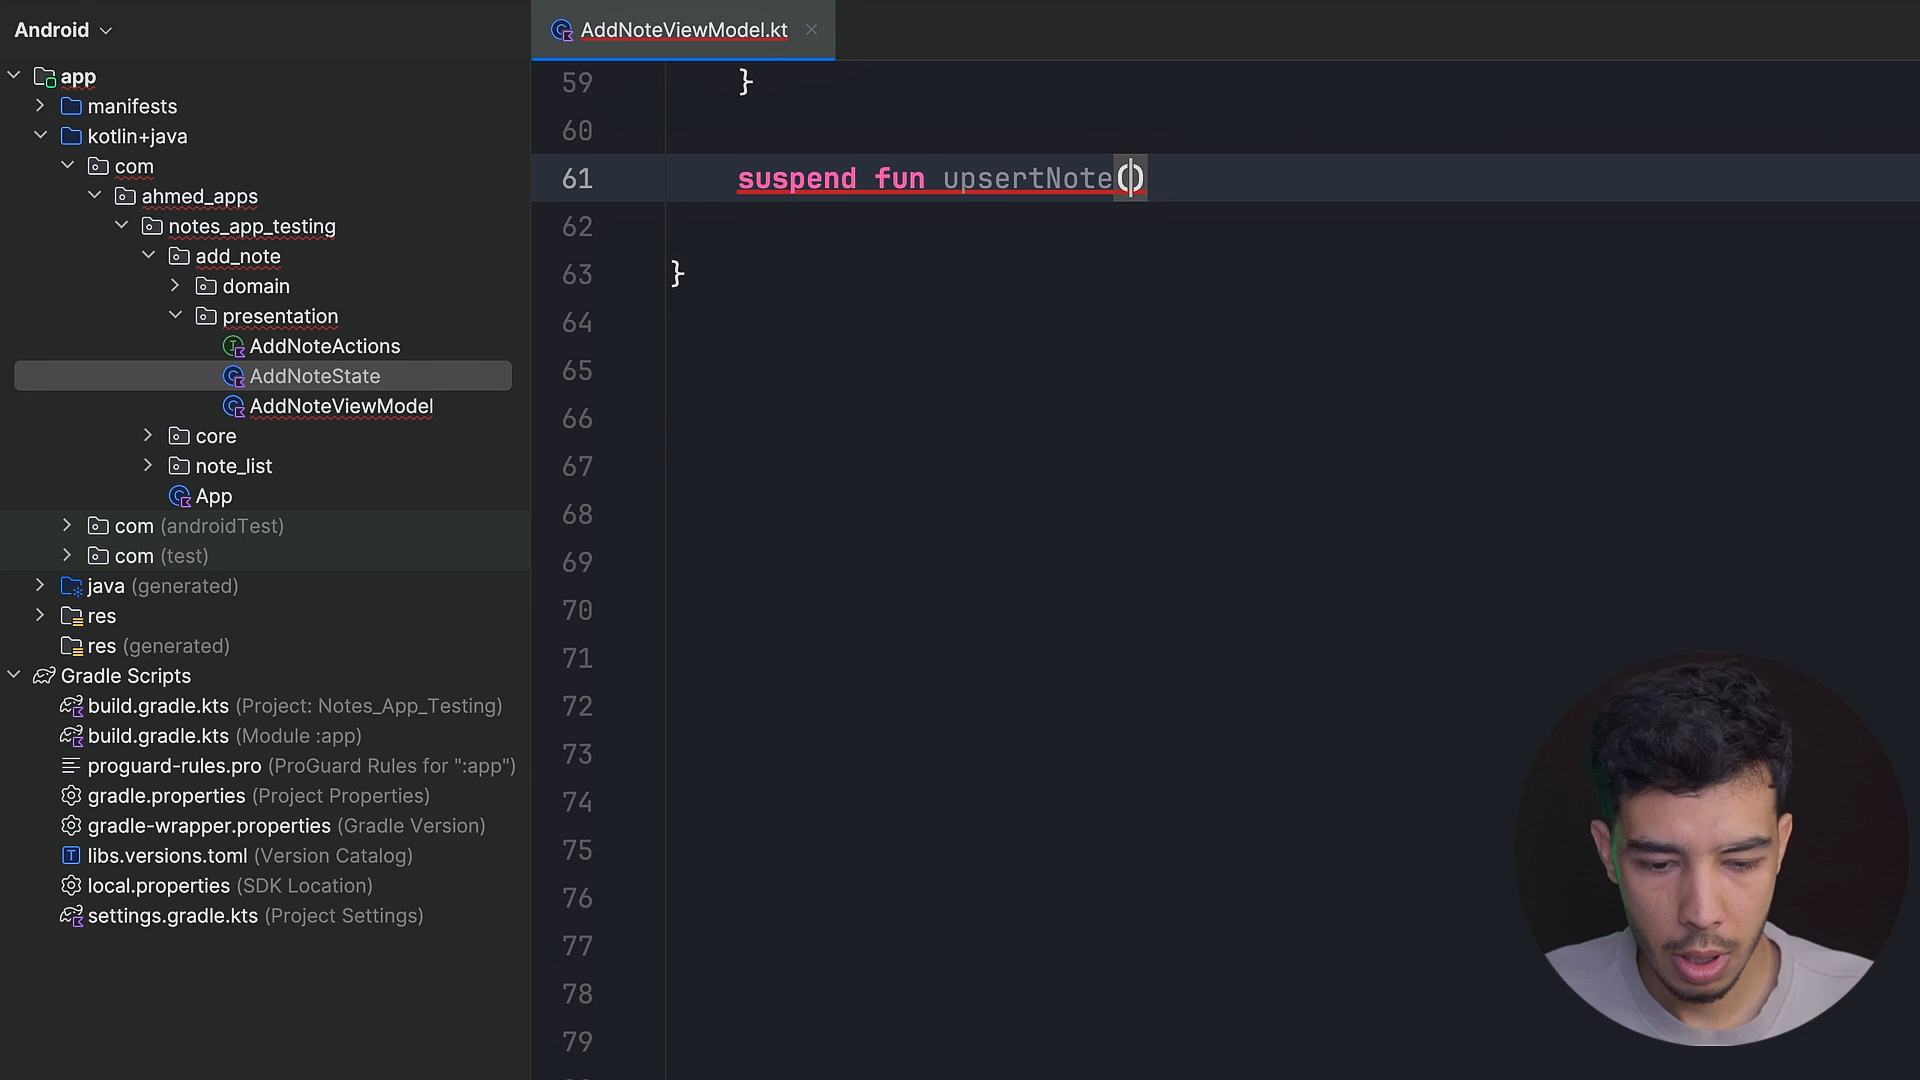 Android
app
manifests
kotlin+java
com
ahmed_apps
notes_app_testing
add_note
domain
presentation
AddNoteActions
AddNoteState
AddNoteViewModel
core
note_list
App
com (androidTest)
com (test)
java (generated)
res
res (generated)
Gradle Scripts
build.gradle.kts (Project: Notes_App_Testing)
build.gradle.kts (Module :app)
proguard-rules.pro (ProGuard Rules for ":app")
gradle.properties (Project Properties)
gradle-wrapper.properties (Gradle Version)
libs.versions.toml (Version Catalog)
local.properties (SDK Location)
settings.gradle.kts (Project Settings)
AddNoteViewModel.kt
59 }
60
61 suspend fun upsertNote()
62
63 }
64
65
66
67
68
69
70
71
72
73
74
75
76
77
78
79